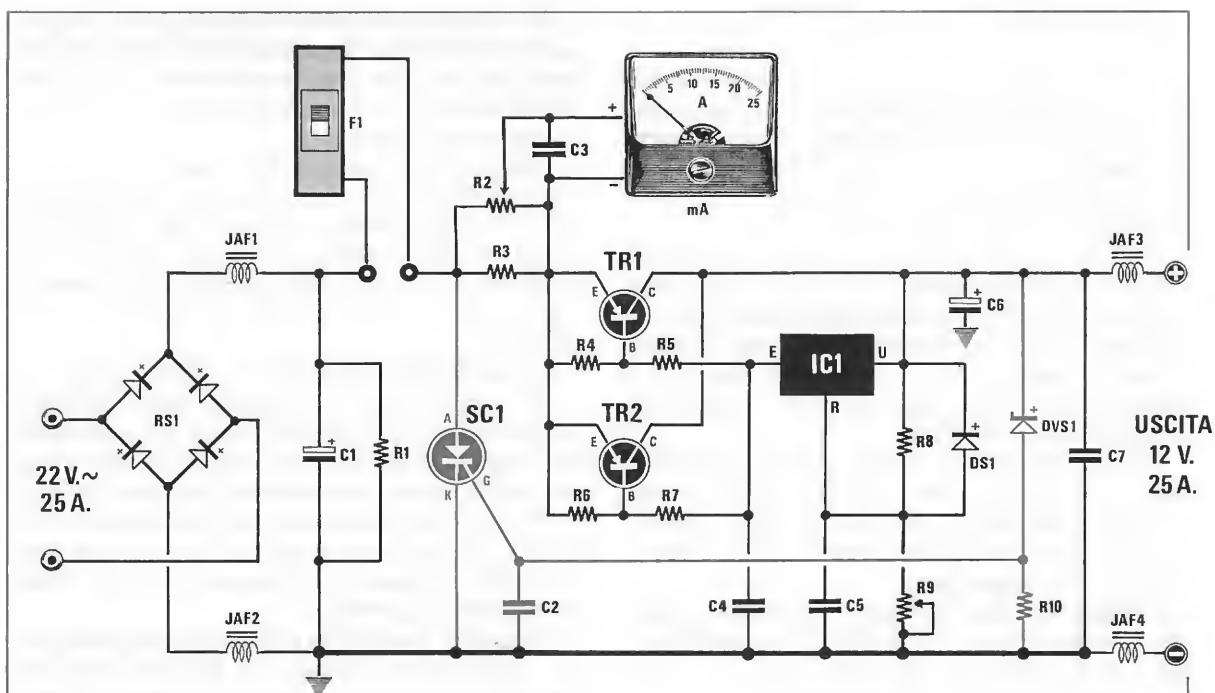 F1
5 10 15 20 25
A
+
C3
R2
-
mA
JAF1
R3
TR1
E C
B
JAF3
+
C6
R4 R5
E IC1 U
R
SC1
A
G
K
TR2
E C
B
RS1
22 V.~
25 A.
+
C1
R1
R8
+
DS1
+
DVS1
C7
USCITA
12 V.
25 A.
R6 R7
C2
C4
C5
R9
R10
JAF2
JAF4
-